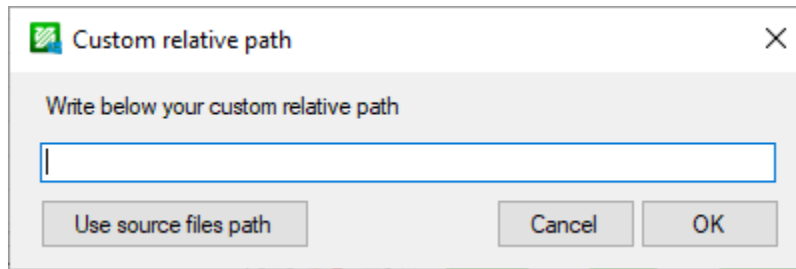 Custom relative path
Write below your custom relative path
Use source files path Cancel OK